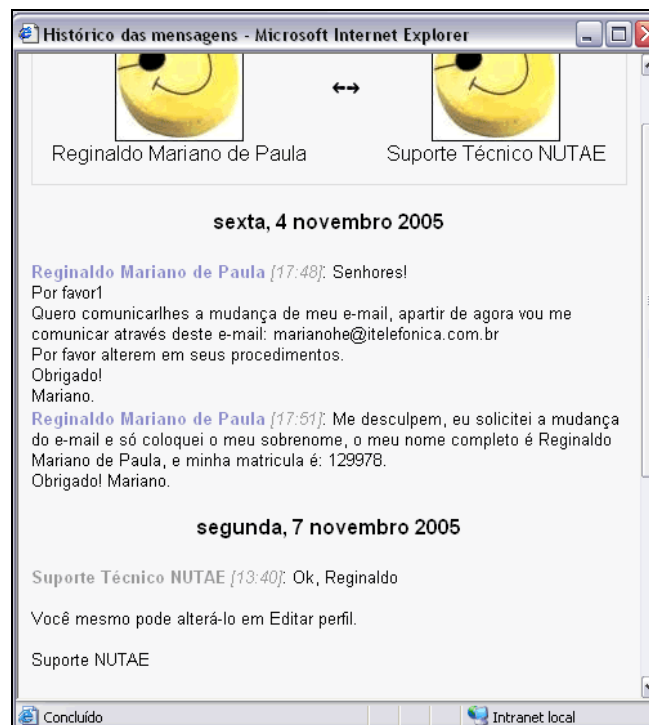 Histórico das mensagens - Microsoft Internet Explorer
Reginaldo Mariano de Paula
Suporte Técnico NUTAE
sexta, 4 novembro 2005
Reginaldo Mariano de Paula [17:48]: Senhores!
Por favor1
Quero comunicarlhes a mudança de meu e-mail, apartir de agora vou me
comunicar através deste e-mail: marianohe@itelefonica.com.br
Por favor alterem em seus procedimentos.
Obrigado!
Mariano.
Reginaldo Mariano de Paula [17:51]: Me desculpem, eu solicitei a mudança
do e-mail e só coloquei o meu sobrenome, o meu nome completo é Reginaldo
Mariano de Paula, e minha matricula é: 129978.
Obrigado! Mariano.
segunda, 7 novembro 2005
Suporte Técnico NUTAE [13:40]: Ok, Reginaldo
Você mesmo pode alterá-lo em Editar perfil.
Suporte NUTAE
Concluído
Intranet local